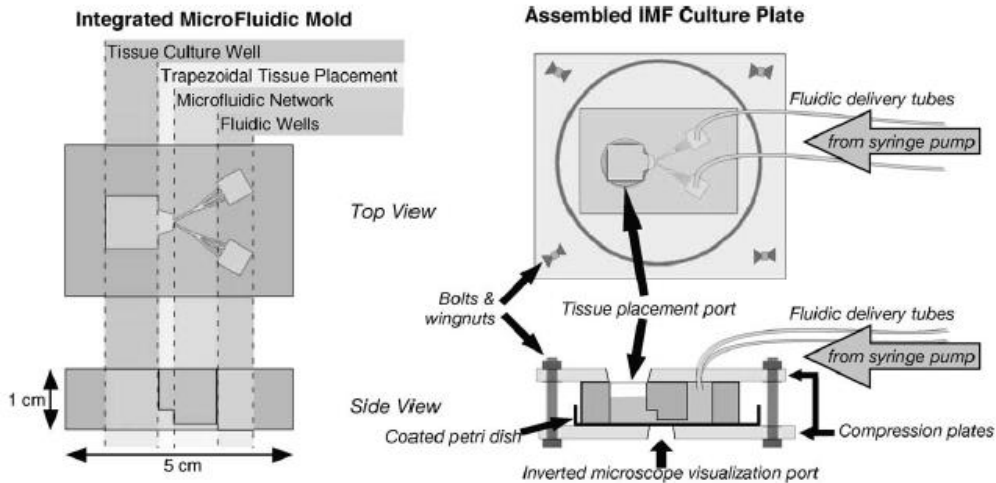 Integrated MicroFluidic Mold
Tissue Culture Well
Trapezoidal Tissue Placement
Microfluidic Network
Fluidic Wells
1 cm
5 cm
Top View
Side View
Assembled IMF Culture Plate
Fluidic delivery tubes
from syringe pump
Bolts &
wingnuts
Tissue placement port
Fluidic delivery tubes
from syringe pump
Coated petri dish
Compression plates
Inverted microscope visualization port